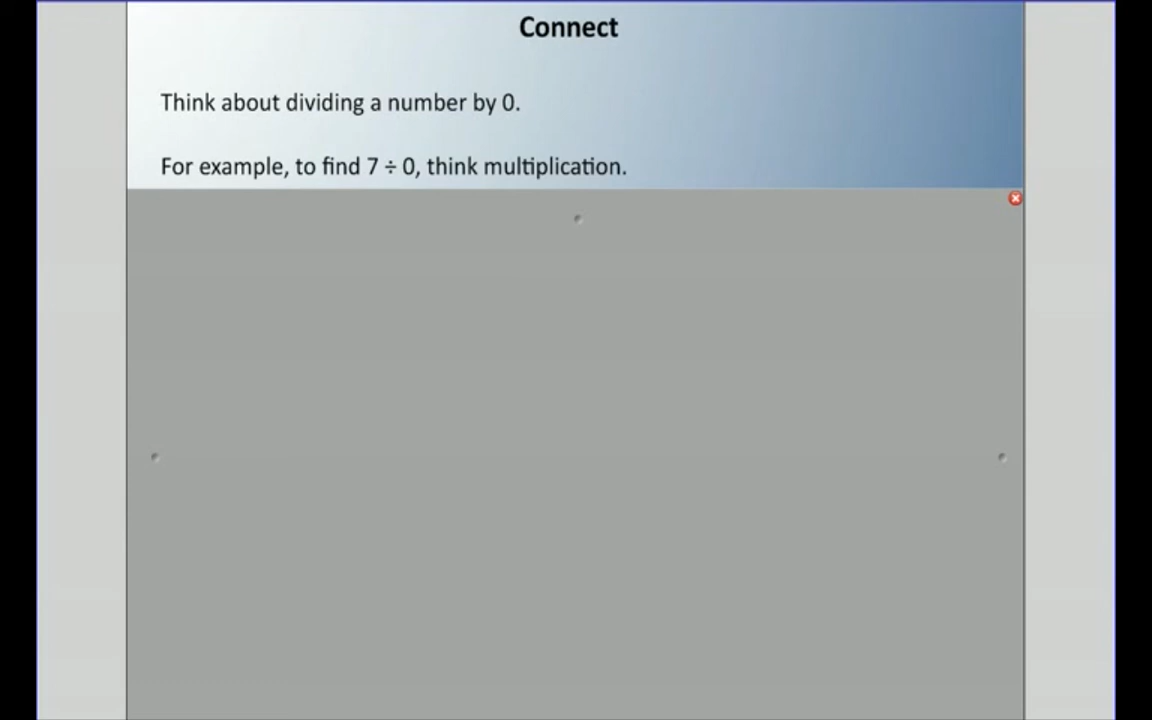 Connect
Think about dividing a number by 0.
For example, to find 7 ÷ 0, think multiplication.